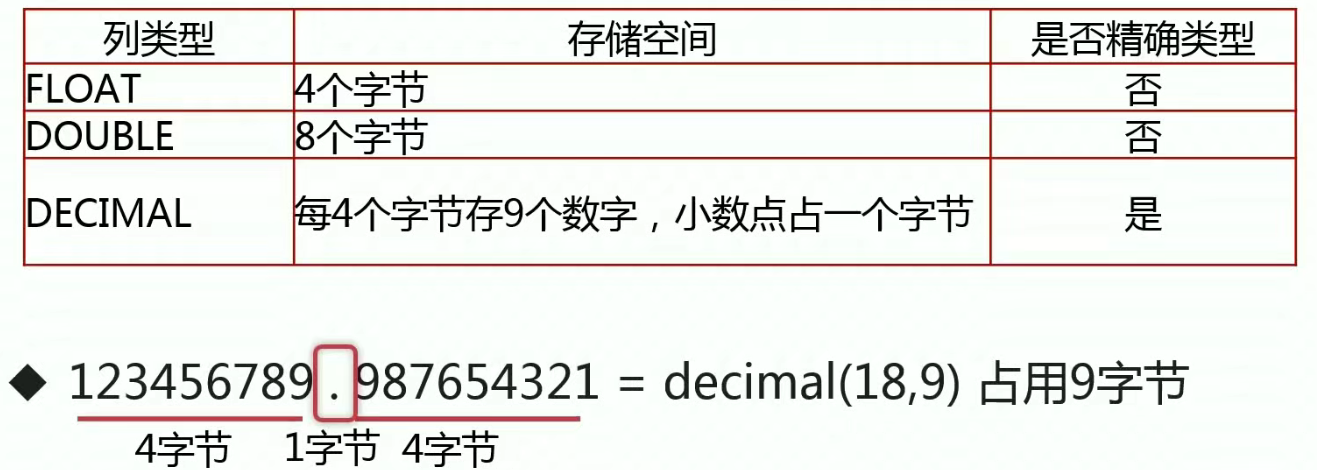 列类型 存储空间 是否精确类型
FLOAT 4个字节 否
DOUBLE 8个字节 否
DECIMAL 每4个字节存9个数字，小数点占一个字节 是
◆ 123456789.987654321 = decimal(18,9) 占用9字节
4字节 1字节 4字节